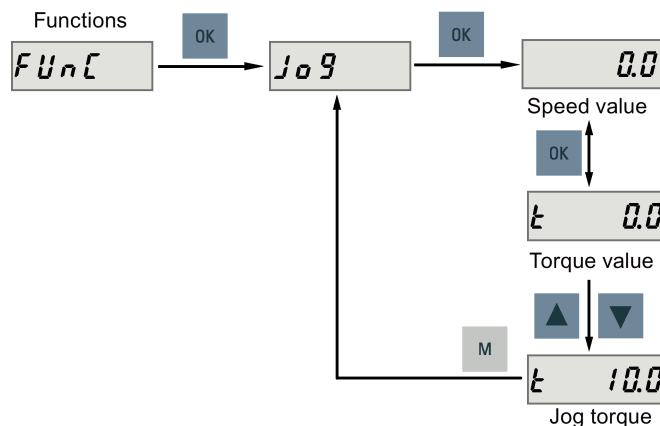 Functions
OK
OK
FUnC
Jog
0.0
Speed value
OK
t 0.0
Torque value
M
t 10.0
Jog torque